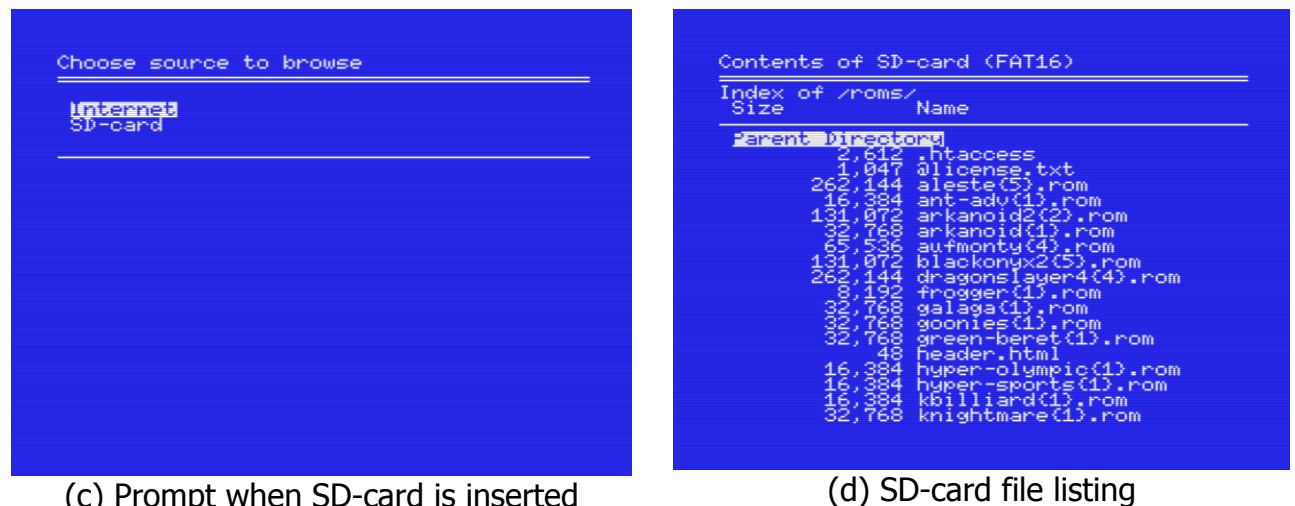 Choose source to browse
Internet
SD-card
(c) Prompt when SD-card is inserted
Contents of SD-card (FAT16)
Index of /roms/
Size Name
Parent Directory
2,612 .htaccess
1,047 @license.txt
262,144 aleste{5}.rom
16,384 ant-adv{1}.rom
131,072 arkanoid2{2}.rom
32,768 arkanoid{1}.rom
65,536 aufmonty{4}.rom
131,072 blackonyx2{5}.rom
262,144 dragonslayer4{4}.rom
8,192 frogger{1}.rom
32,768 galaga{1}.rom
32,768 goonies{1}.rom
32,768 green-beret{1}.rom
48 header.html
16,384 hyper-olympic{1}.rom
16,384 hyper-sports{1}.rom
16,384 kbilliard{1}.rom
32,768 knightmare{1}.rom
(d) SD-card file listing